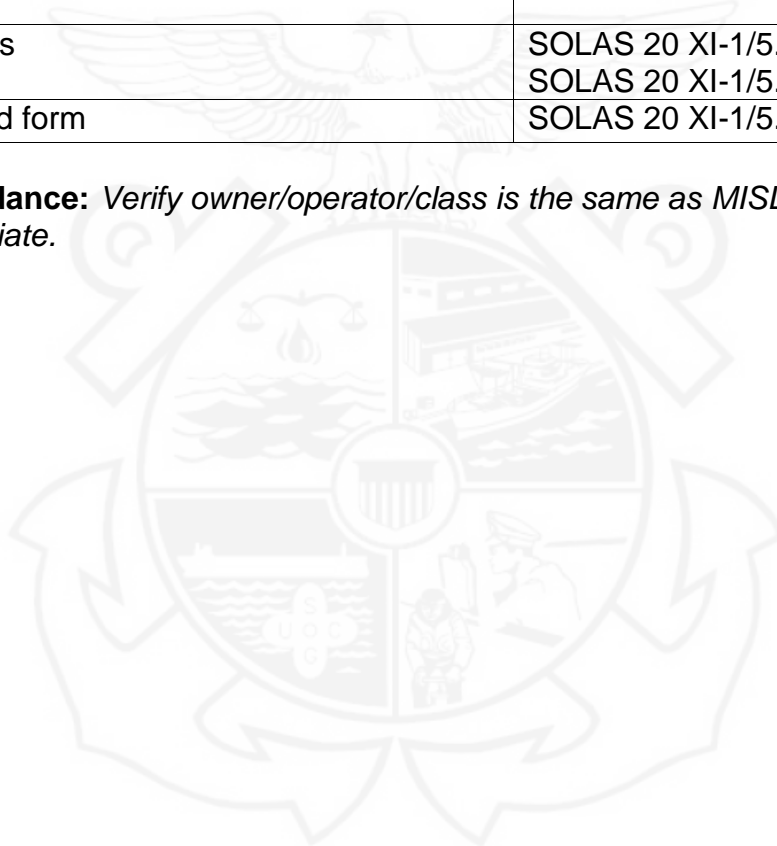 s SOLAS 20 XI-1/5.
SOLAS 20 XI-1/5.
d form SOLAS 20 XI-1/5.
lance: Verify owner/operator/class is the same as MISL
iate.
S
U O C
G